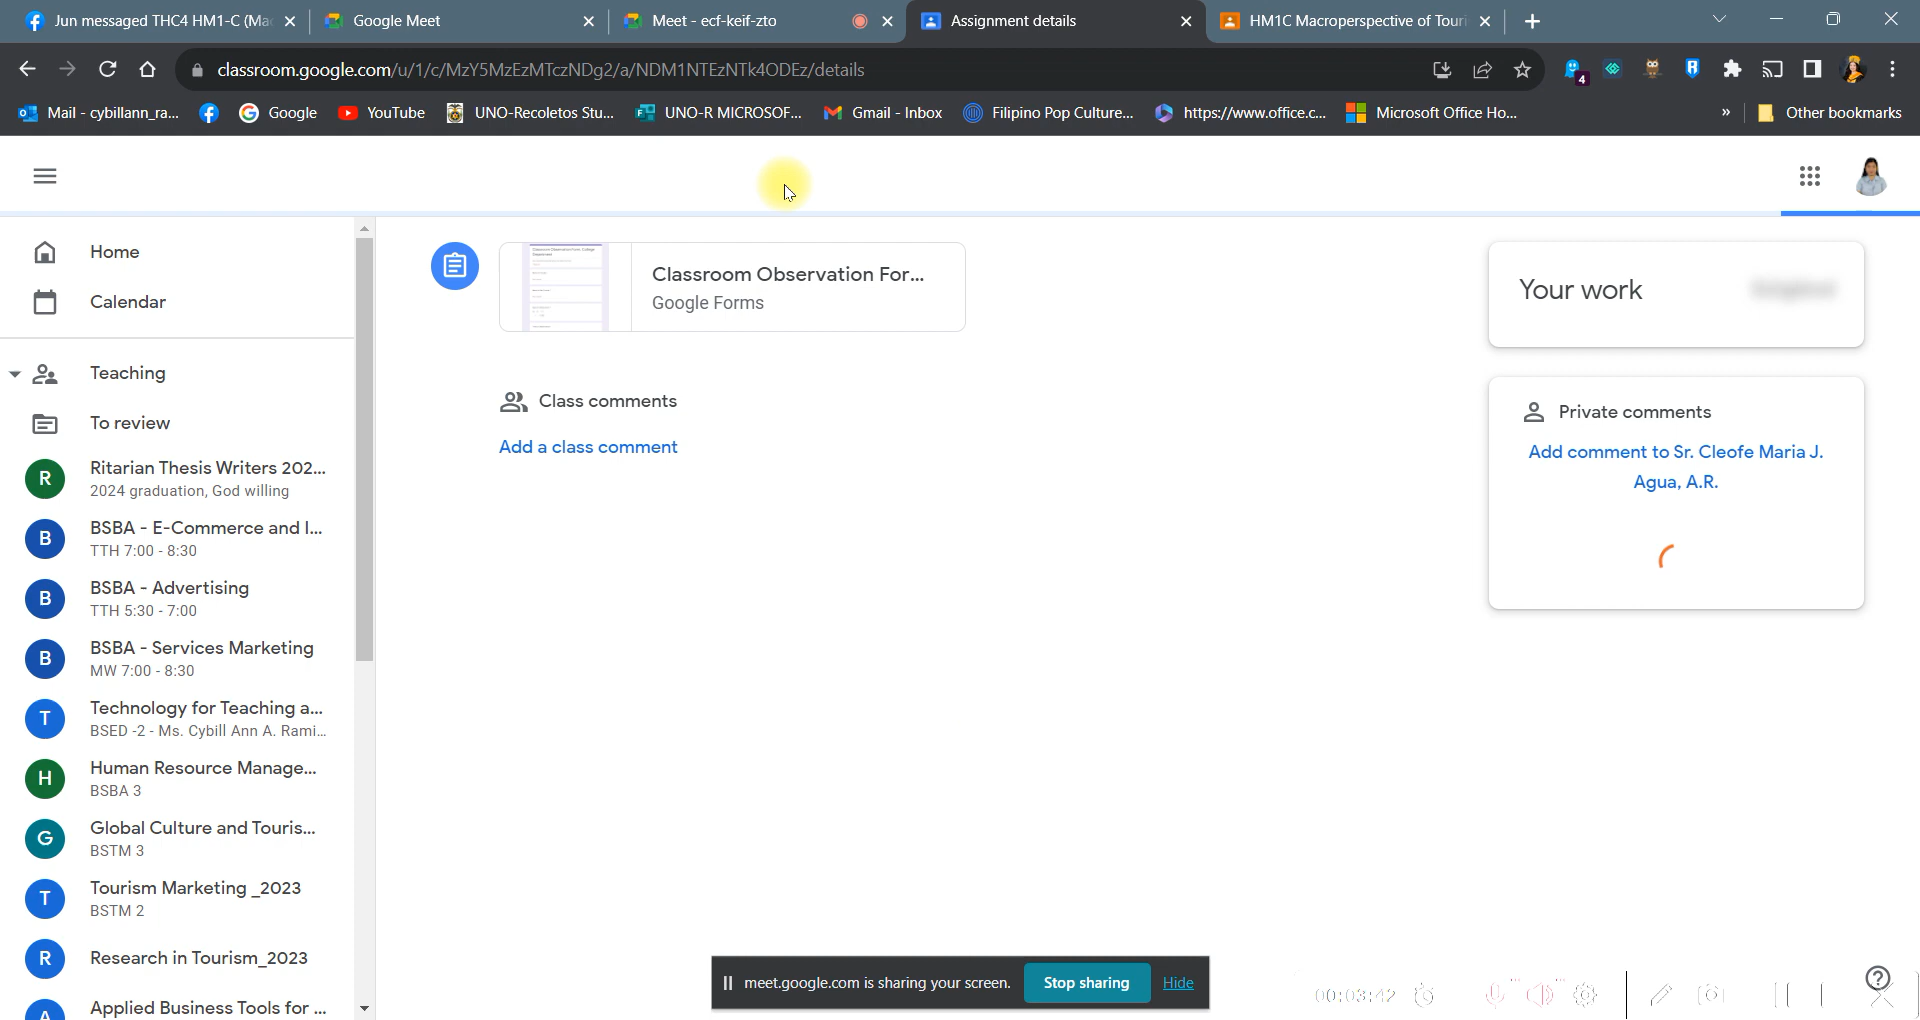 Jun messaged THC4 HM1-C (Ma
Google Meet
Meet - ecf-keif-zto
Assignment details
HM1C Macroperspective of Touri
classroom.google.com/u/1/c/MzY5MzEzMTczNDg2/a/NDM1NTEzNTk4ODEz/details
4
Mail - cybillann_ra...
Google
YouTube
UNO-Recoletos Stu...
UNO-R MICROSOF...
Gmail - Inbox
Filipino Pop Culture...
https://www.office.c...
Microsoft Office Ho...
»
Other bookmarks
Home
Calendar
Teaching
To review
R
Ritarian Thesis Writers 202...
2024 graduation, God willing
B
BSBA - E-Commerce and I...
TTH 7:00 - 8:30
B
BSBA - Advertising
TTH 5:30 - 7:00
B
BSBA - Services Marketing
MW 7:00 - 8:30
T
Technology for Teaching a...
BSED -2 - Ms. Cybill Ann A. Rami...
H
Human Resource Manage...
BSBA 3
G
Global Culture and Touris...
BSTM 3
T
Tourism Marketing _2023
BSTM 2
R
Research in Tourism_2023
A
Applied Business Tools for ...
Classroom Observation For...
Google Forms
Class comments
Add a class comment
Your work
Private comments
Add comment to Sr. Cleofe Maria J.
Agua, A.R.
meet.google.com is sharing your screen.
Stop sharing
Hide
00:03:42